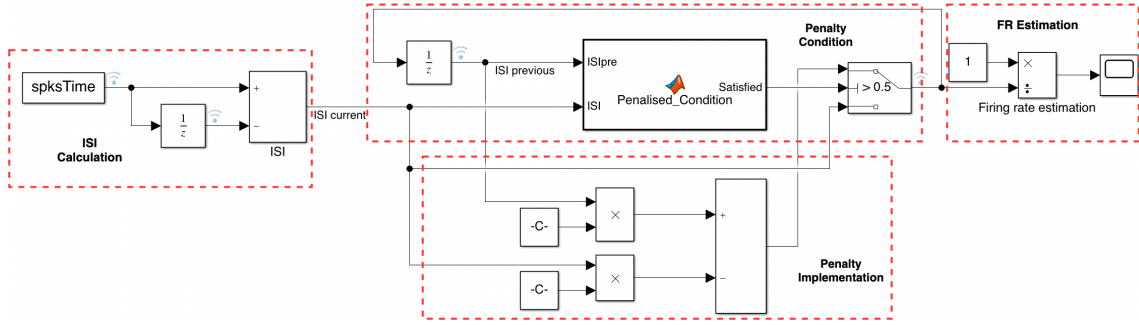 Penalty
Condition
FR Estimation
1
z
ISI previous
ISIpre
ISI
Satisfied
Penalised_Condition
> 0.5
1
×
÷
Firing rate estimation
spksTime
1
z
+
−
ISI
ISI current
ISI
Calculation
-C-
×
-C-
×
+
−
Penalty
Implementation